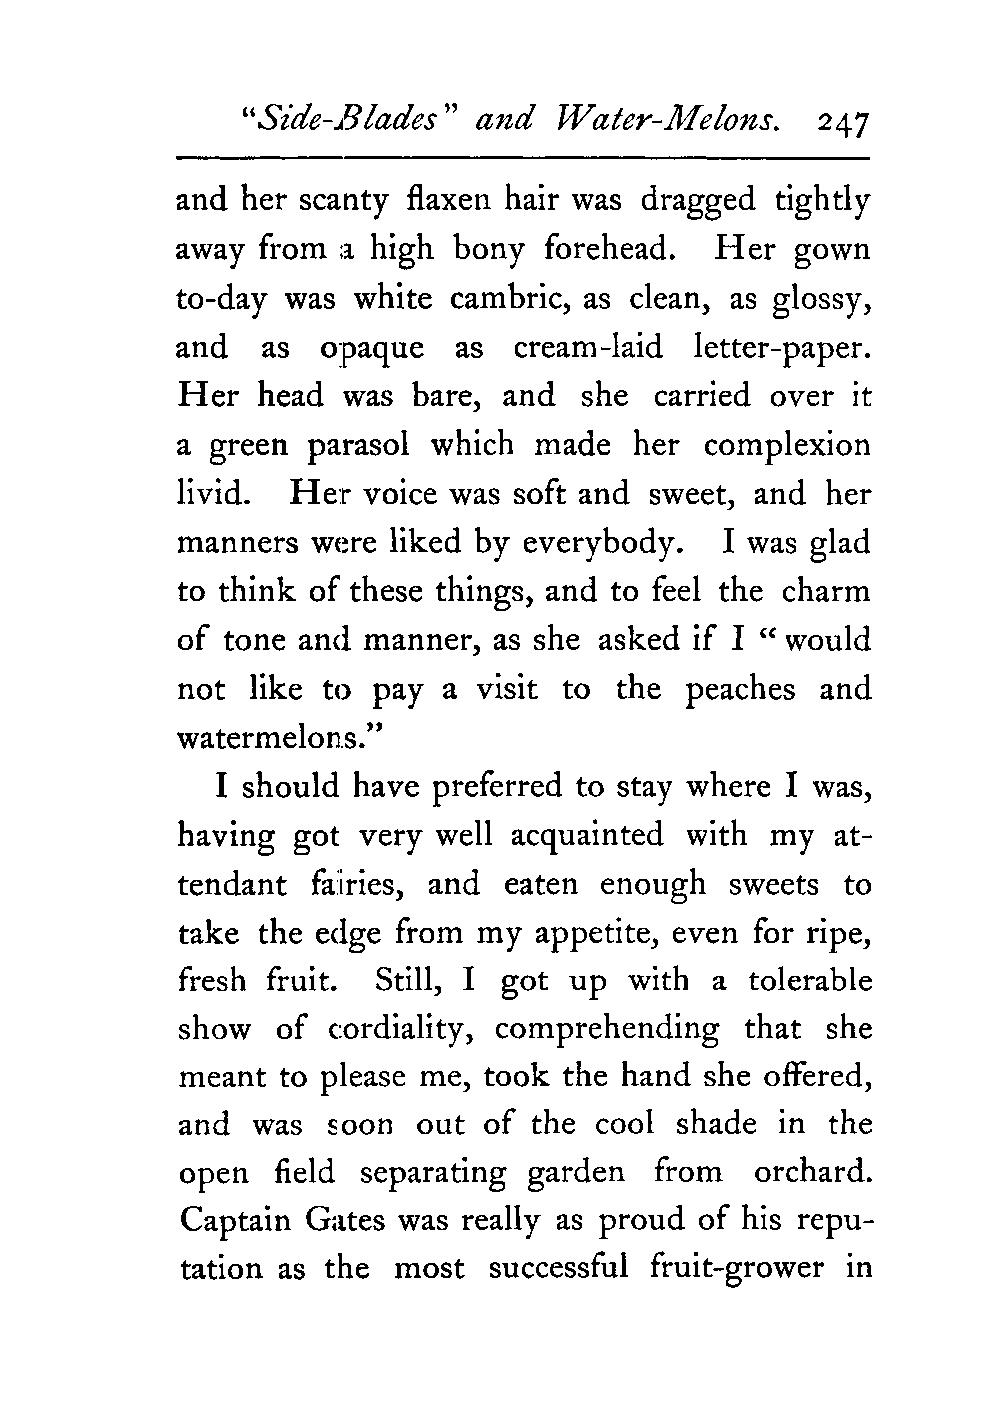 "Side-Blades" and Water-Melons. 247
and her scanty flaxen hair was dragged tightly
away from a high bony forehead. Her gown
to-day was white cambric, as clean, as glossy,
and as opaque as cream-laid letter-paper.
Her head was bare, and she carried over it
a green parasol which made her complexion
livid. Her voice was soft and sweet, and her
manners were liked by everybody. I was glad
to think of these things, and to feel the charm
of tone and manner, as she asked if I "would
not like to pay a visit to the peaches and
watermelons."
I should have preferred to stay where I was,
having got very well acquainted with my at-
tendant fairies, and eaten enough sweets to
take the edge from my appetite, even for ripe,
fresh fruit. Still, I got up with a tolerable
show of cordiality, comprehending that she
meant to please me, took the hand she offered,
and was soon out of the cool shade in the
open field separating garden from orchard.
Captain Gates was really as proud of his repu-
tation as the most successful fruit-grower in